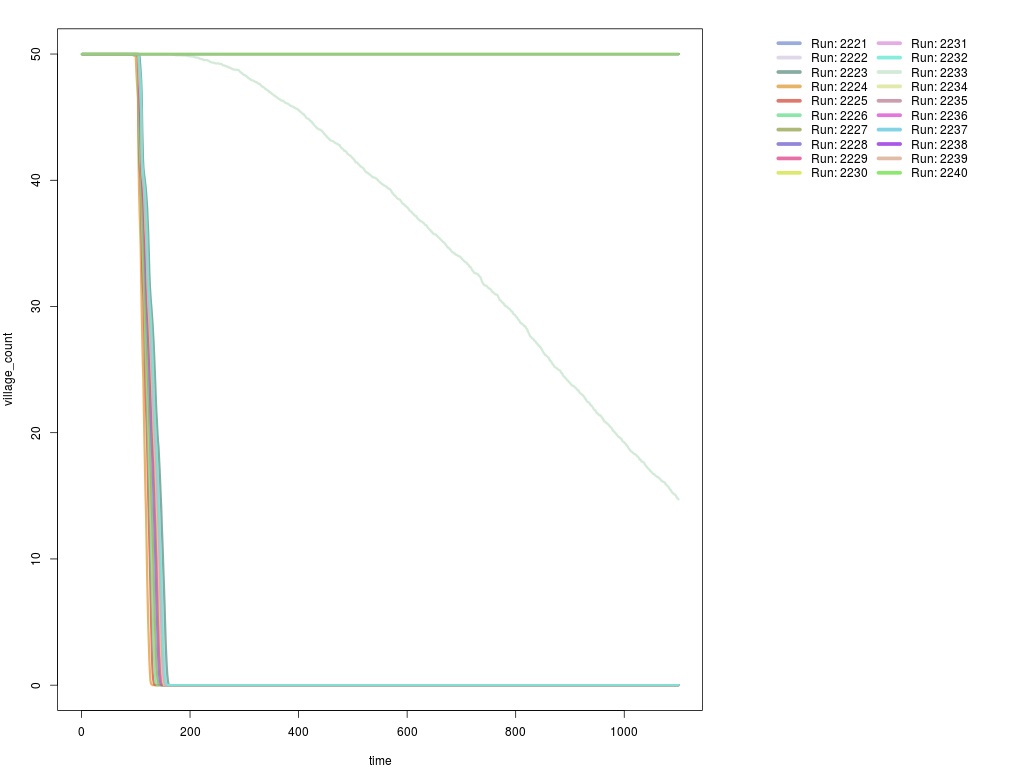 50
40
30
20
10
0
village_count
0 200 400 600 800 1000
time
Run: 2221 Run: 2231
Run: 2222 Run: 2232
Run: 2223 Run: 2233
Run: 2224 Run: 2234
Run: 2225 Run: 2235
Run: 2226 Run: 2236
Run: 2227 Run: 2237
Run: 2228 Run: 2238
Run: 2229 Run: 2239
Run: 2230 Run: 2240